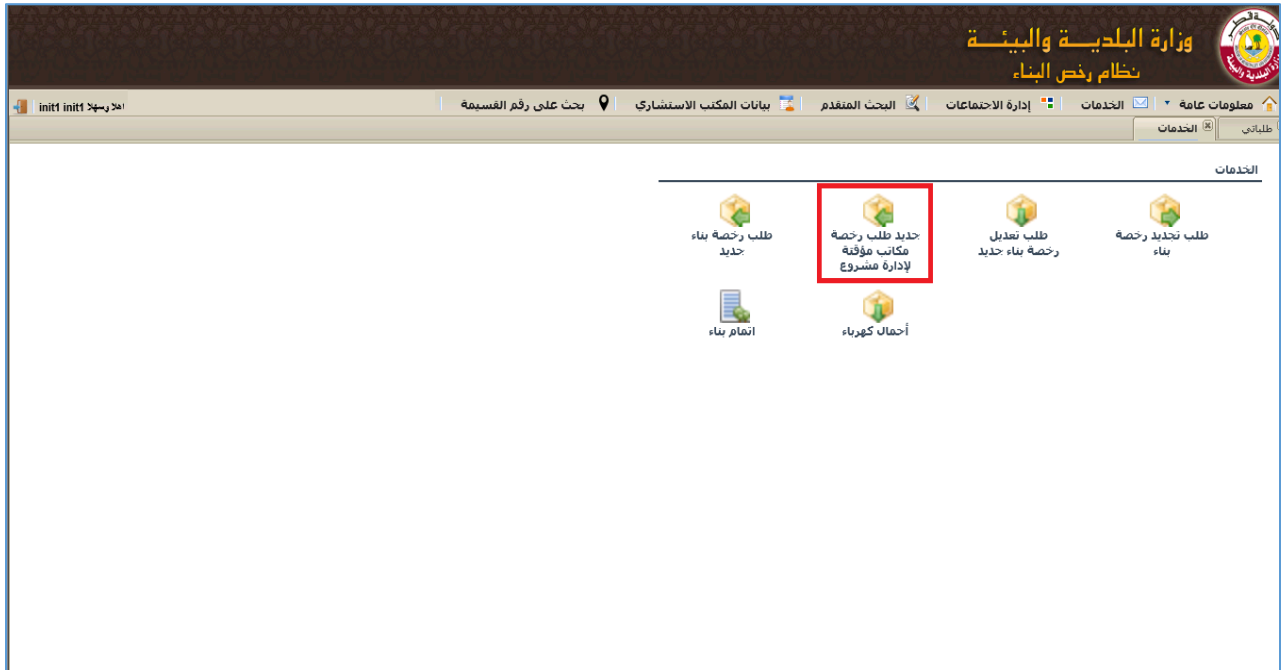 وزارة البلديـــة والبيئـــة
نظام رخص البناء
معلومات عامة الخدمات إدارة الاجتماعات البحث المتقدم بيانات المكتب الاستشاري بحث على رقم القسيمة اهلا وسهلا init1 init1
طلباتي الخدمات
الخدمات
طلب تجديد رخصة
بناء
طلب تعديل
رخصة بناء جديد
جديد طلب رخصة
مكاتب مؤقتة
لإدارة مشروع
طلب رخصة بناء
جديد
أحمال كهرباء
اتمام بناء